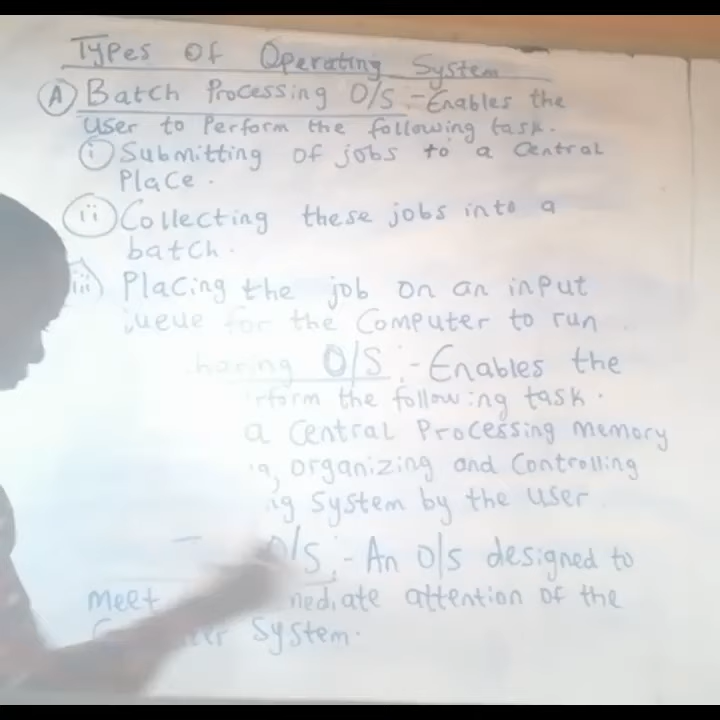 Types of Operating System
(A) Batch Processing O/S :- Enables the
user to perform the following task.
(i) Submitting of jobs to a Central
Place.
(ii) Collecting these jobs into a
batch.
(iii) Placing the job on an input
for the Computer to run
O/S :- Enables the
the following task.
a Central Processing Memory
organizing and Controlling
System by the user
O/S :- An O/S designed to
meet attention of the
System.